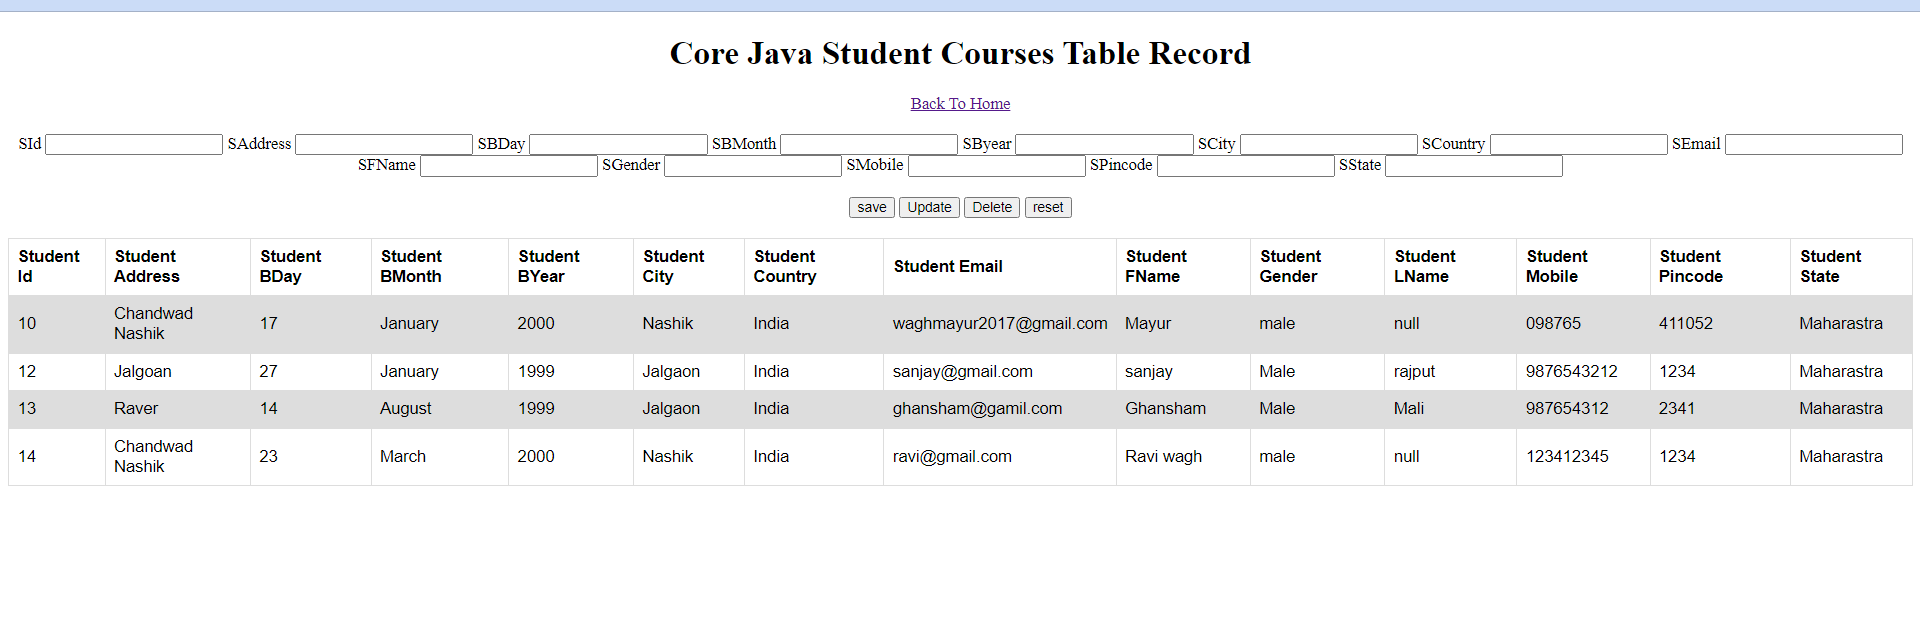 Core Java Student Courses Table Record
Back To Home
SId SAddress SBDay SBMonth SByear SCity SCountry SEmail
SFName SGender SMobile SPincode SState
save Update Delete reset
Student Id Student Address Student BDay Student BMonth Student BYear Student City Student Country Student Email Student FName Student Gender Student LName Student Mobile Student Pincode Student State
10 Chandwad Nashik 17 January 2000 Nashik India waghmayur2017@gmail.com Mayur male null 098765 411052 Maharastra
12 Jalgoan 27 January 1999 Jalgaon India sanjay@gmail.com sanjay Male rajput 9876543212 1234 Maharastra
13 Raver 14 August 1999 Jalgaon India ghansham@gamil.com Ghansham Male Mali 987654312 2341 Maharastra
14 Chandwad Nashik 23 March 2000 Nashik India ravi@gmail.com Ravi wagh male null 123412345 1234 Maharastra